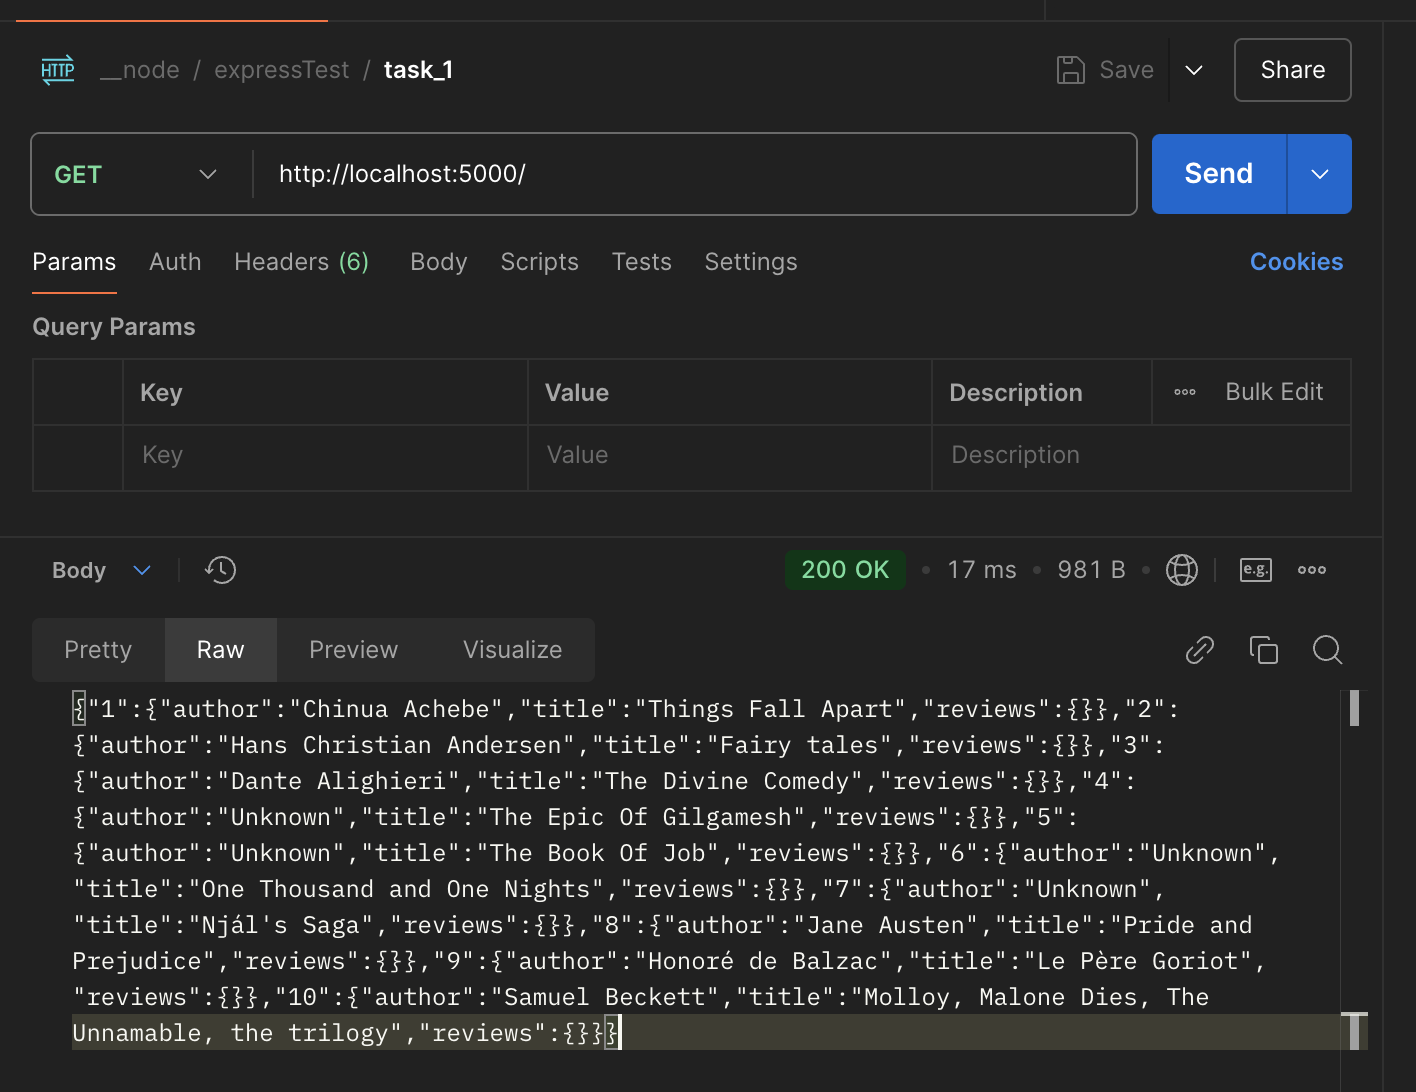 HTTP __node / expressTest / task_1 Save Share
GET http://localhost:5000/ Send
Params Auth Headers (6) Body Scripts Tests Settings Cookies
Query Params
Key Value Description ooo Bulk Edit
Key Value Description
Body 200 OK • 17 ms • 981 B • e.g. ooo
Pretty Raw Preview Visualize
{"1":{"author":"Chinua Achebe","title":"Things Fall Apart","reviews":{}},"2":
{"author":"Hans Christian Andersen","title":"Fairy tales","reviews":{}},"3":
{"author":"Dante Alighieri","title":"The Divine Comedy","reviews":{}},"4":
{"author":"Unknown","title":"The Epic Of Gilgamesh","reviews":{}},"5":
{"author":"Unknown","title":"The Book Of Job","reviews":{}},"6":{"author":"Unknown",
"title":"One Thousand and One Nights","reviews":{}},"7":{"author":"Unknown",
"title":"Njál's Saga","reviews":{}},"8":{"author":"Jane Austen","title":"Pride and
Prejudice","reviews":{}},"9":{"author":"Honoré de Balzac","title":"Le Père Goriot",
"reviews":{}},"10":{"author":"Samuel Beckett","title":"Molloy, Malone Dies, The
Unnamable, the trilogy","reviews":{}}}